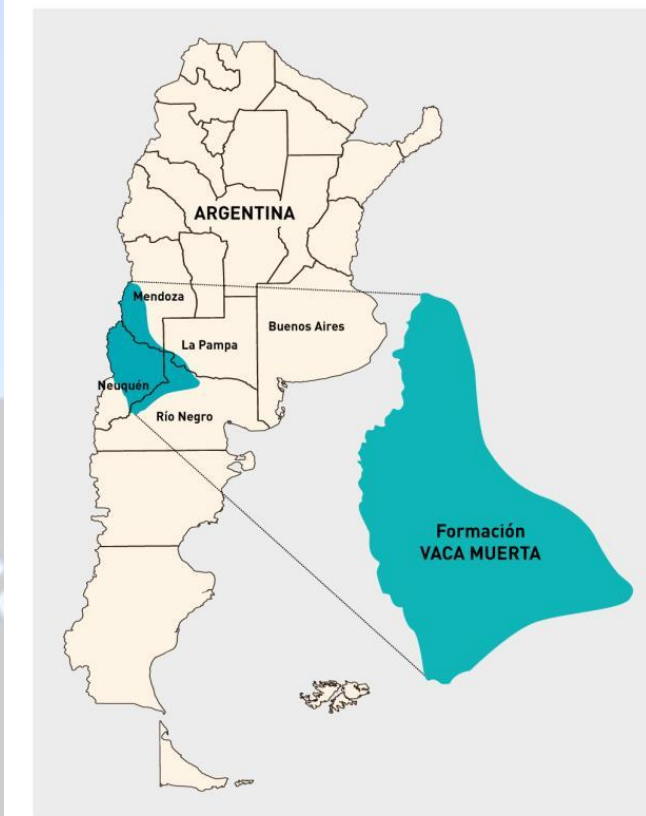 ARGENTINA
Mendoza
Buenos Aires
La Pampa
Neuquén
Río Negro
Formación
VACA MUERTA